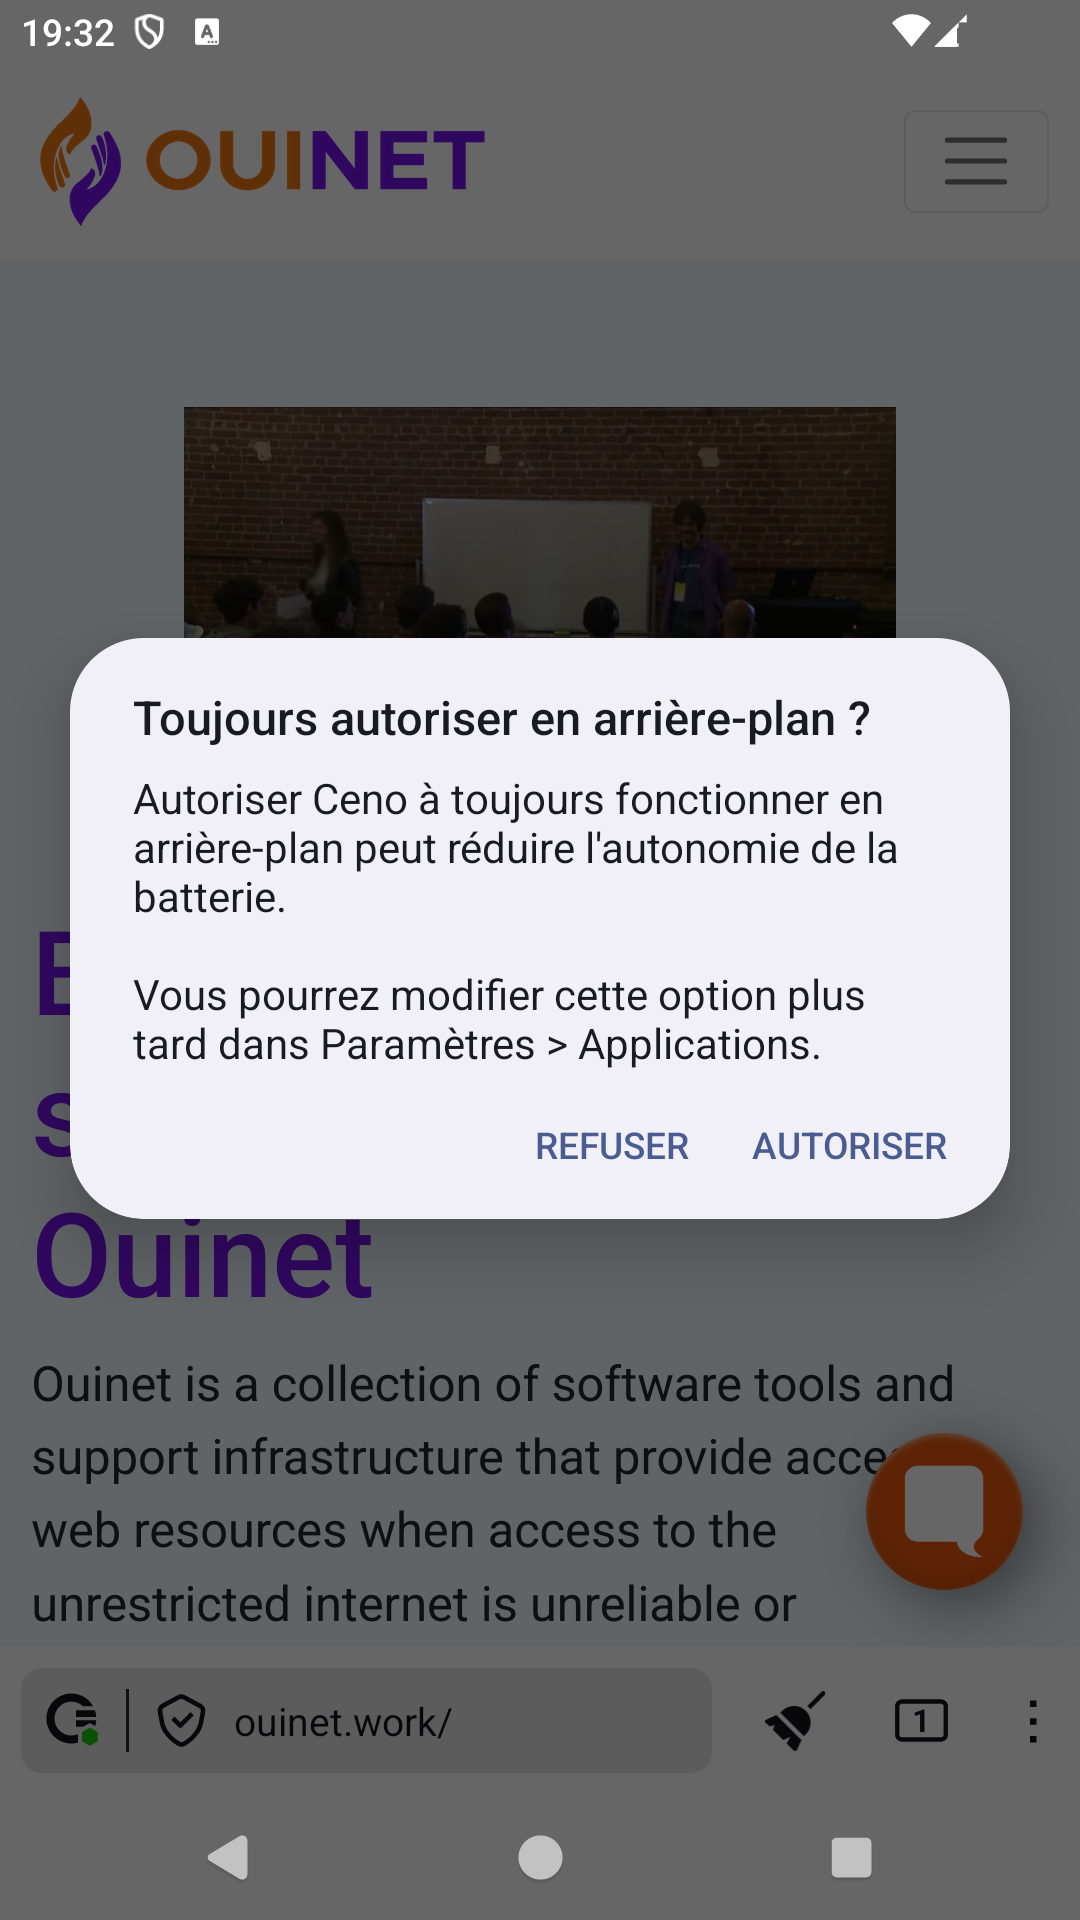 19:32
OUINET
Toujours autoriser en arrière-plan ?
Autoriser Ceno à toujours fonctionner en
arrière-plan peut réduire l'autonomie de la
batterie.
Vous pourrez modifier cette option plus
tard dans Paramètres > Applications.
REFUSER AUTORISER
Ouinet
Ouinet is a collection of software tools and
support infrastructure that provide
web resources when access to the
unrestricted internet is unreliable or
ouinet.work/
1